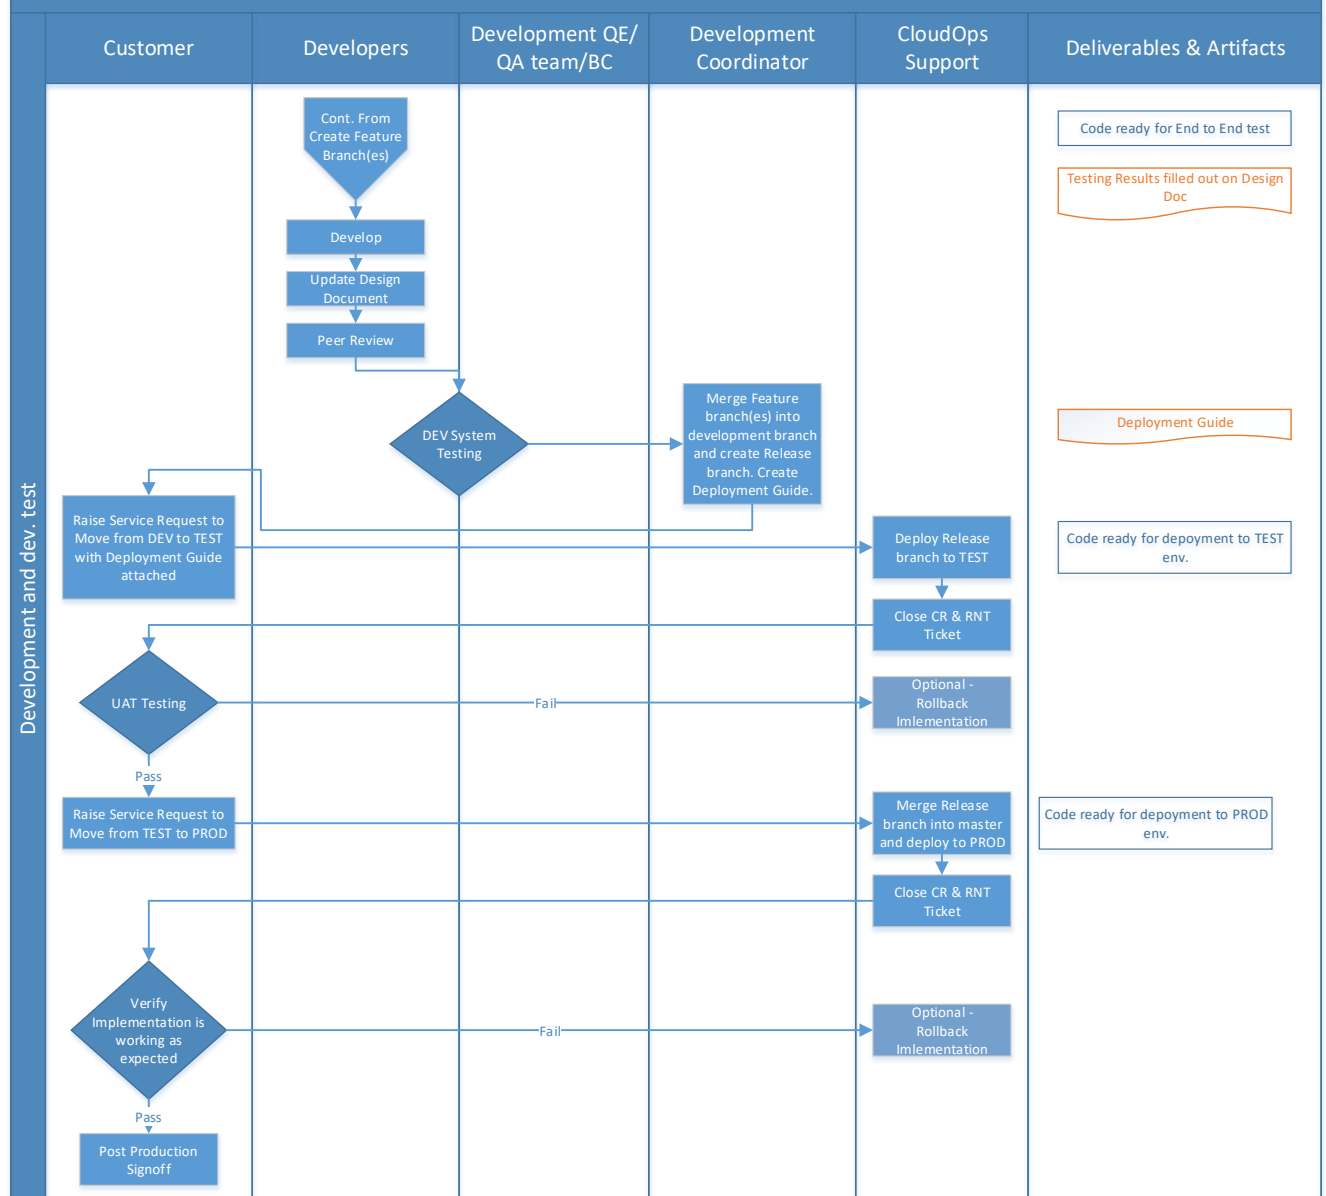 Customer
Developers
Development QE/
QA team/BC
Development
Coordinator
CloudOps
Support
Deliverables & Artifacts
Development and dev. test
Cont. From
Create Feature
Branch(es)
Code ready for End to End test
Testing Results filled out on Design
Doc
Develop
Update Design
Document
Peer Review
DEV System
Testing
Merge Feature
branch(es) into
development branch
and create Release
branch. Create
Deployment Guide.
Deployment Guide
Raise Service Request to
Move from DEV to TEST
with Deployment Guide
attached
Deploy Release
branch to TEST
Code ready for depoyment to TEST
env.
Close CR & RNT
Ticket
UAT Testing
Fail
Optional -
Rollback
Imlementation
Pass
Raise Service Request to
Move from TEST to PROD
Merge Release
branch into master
and deploy to PROD
Code ready for depoyment to PROD
env.
Close CR & RNT
Ticket
Verify
Implementation is
working as
expected
Fail
Optional -
Rollback
Imlementation
Pass
Post Production
Signoff